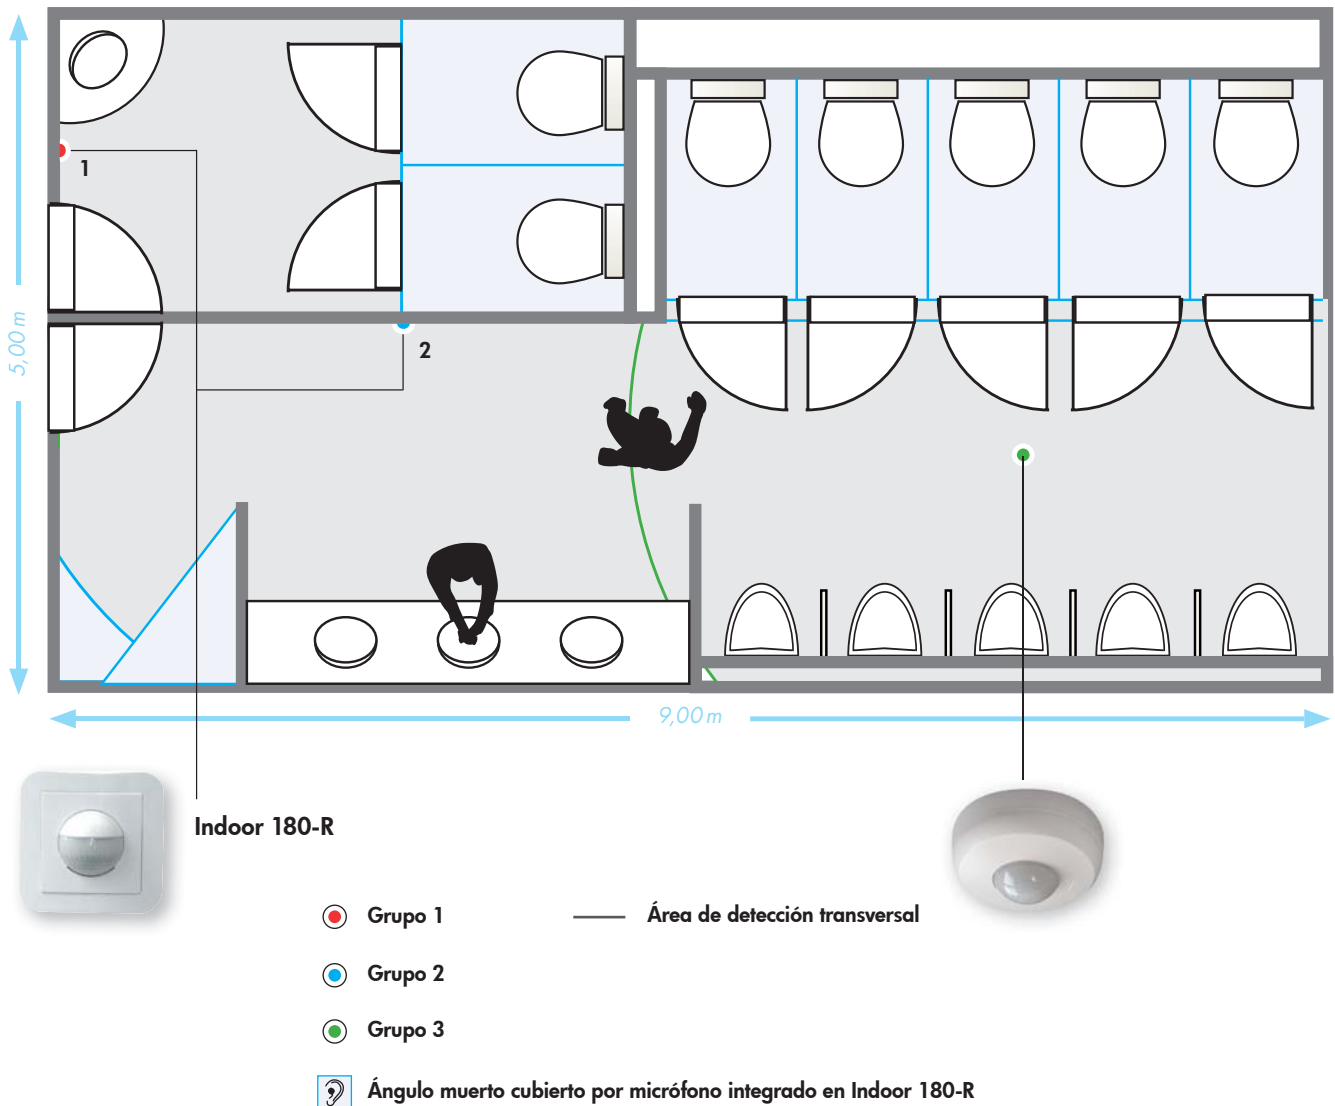 1
2
5,00 m
9,00 m
Indoor 180-R
Grupo 1
Área de detección transversal
Grupo 2
Grupo 3
Ángulo muerto cubierto por micrófono integrado en Indoor 180-R